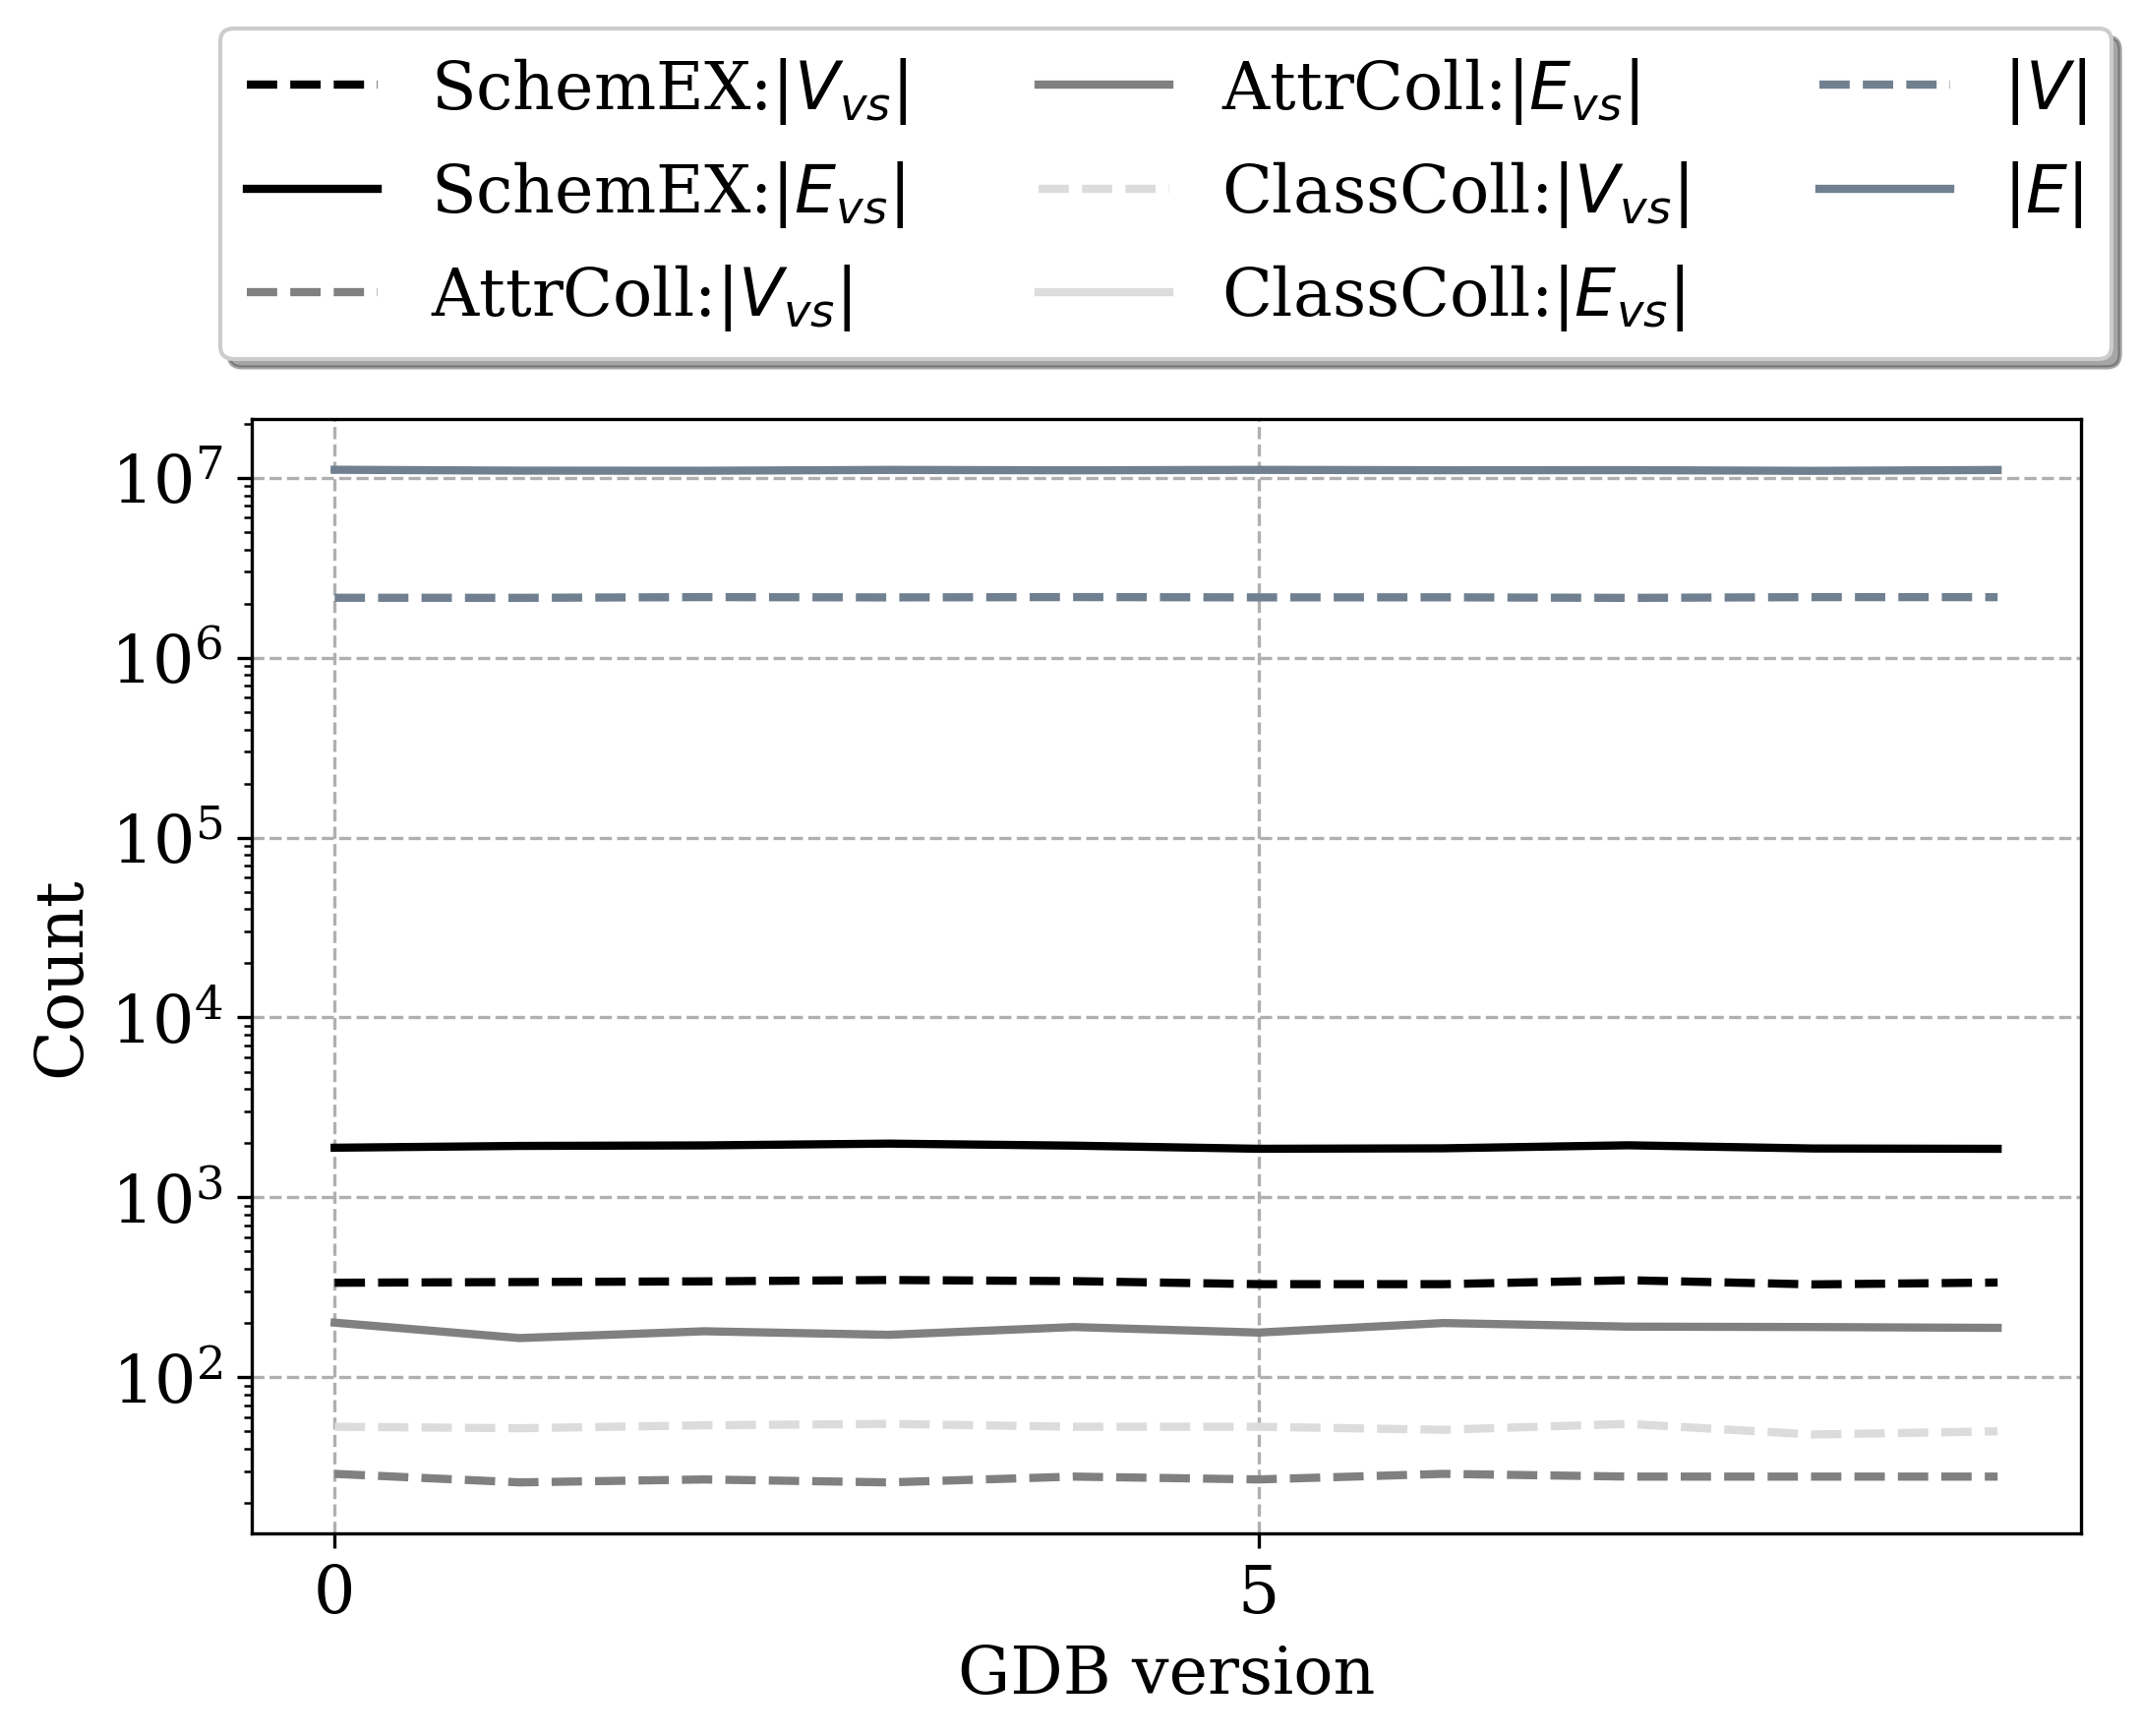 SchemEX:|V_vs|
SchemEX:|E_vs|
AttrColl:|V_vs|
AttrColl:|E_vs|
ClassColl:|V_vs|
ClassColl:|E_vs|
|V|
|E|
10^7
10^6
10^5
10^4
10^3
10^2
Count
0 5
GDB version